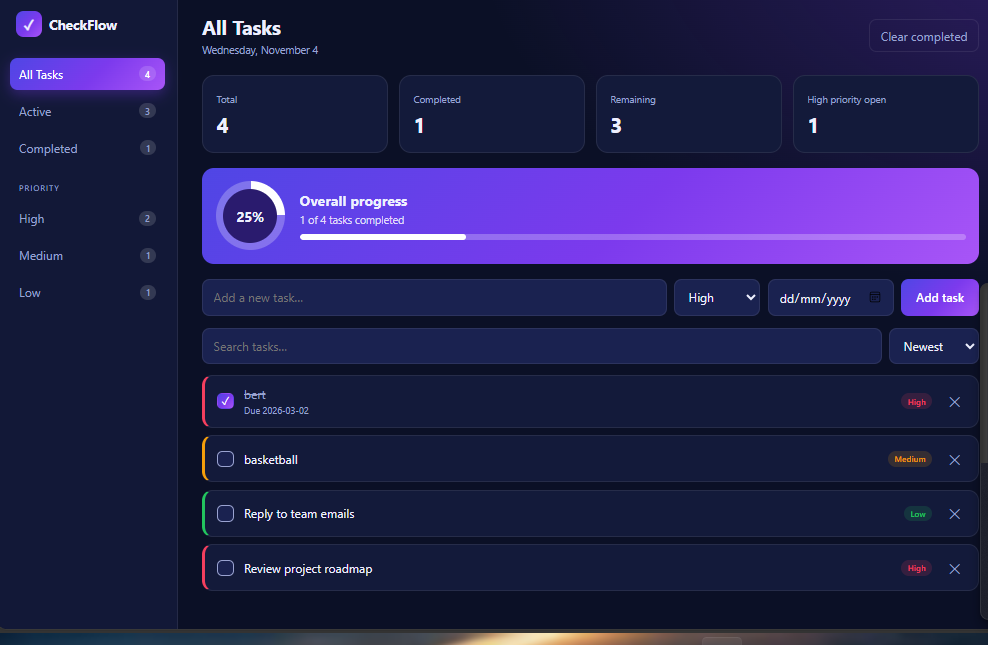 CheckFlow
All Tasks 4
Active 3
Completed 1
PRIORITY
High 2
Medium 1
Low 1
All Tasks
Wednesday, November 4
Clear completed
Total
4
Completed
1
Remaining
3
High priority open
1
25%
Overall progress
1 of 4 tasks completed
Add a new task...
High
dd/mm/yyyy
Add task
Search tasks...
Newest
bert
Due 2026-03-02
High
basketball
Medium
Reply to team emails
Low
Review project roadmap
High